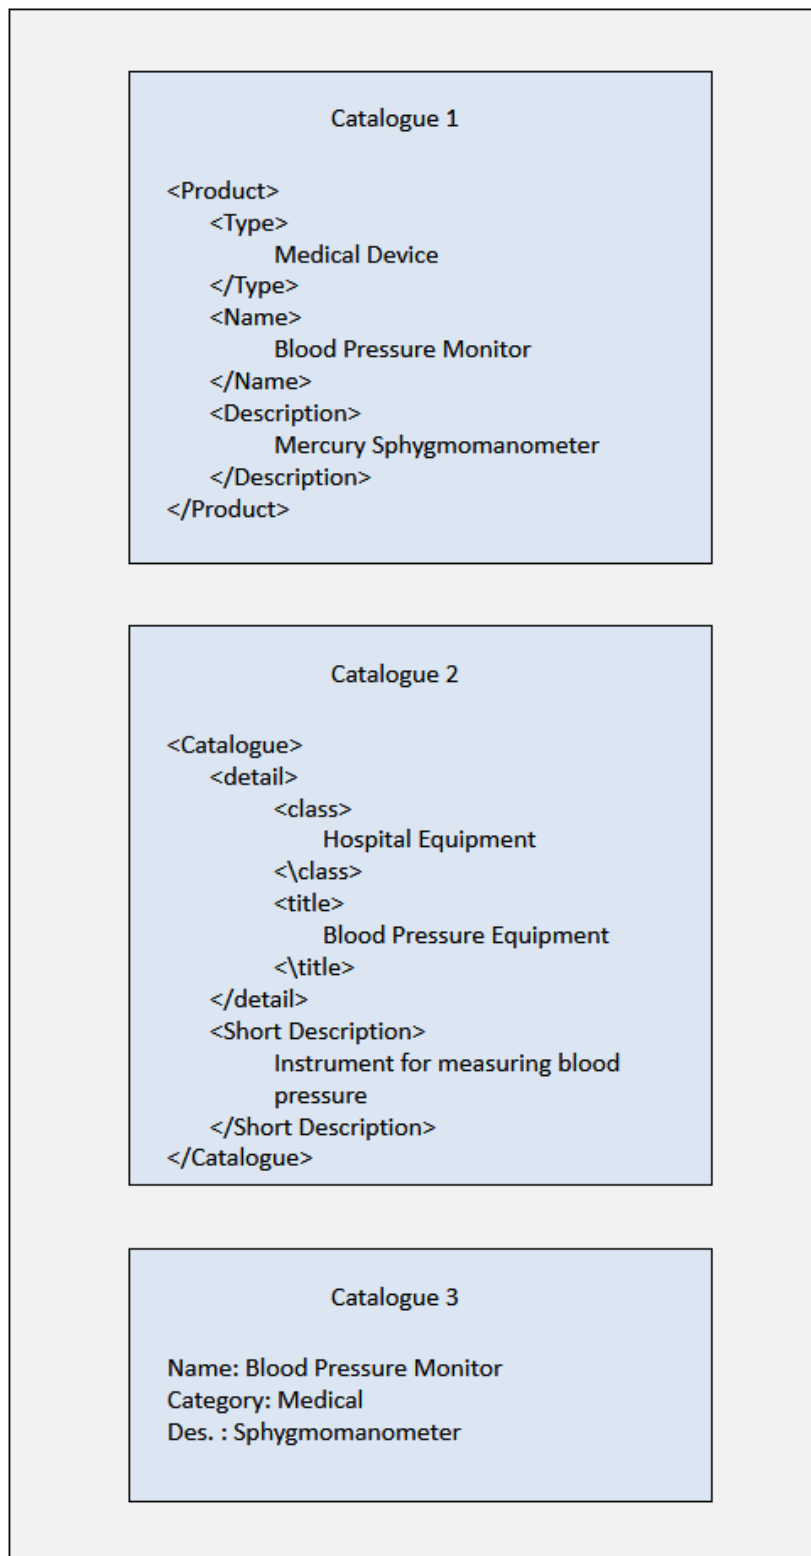 Catalogue 1
<Product>
<Type>
Medical Device
</Type>
<Name>
Blood Pressure Monitor
</Name>
<Description>
Mercury Sphygmomanometer
</Description>
</Product>
Catalogue 2
<Catalogue>
<detail>
<class>
Hospital Equipment
<\class>
<title>
Blood Pressure Equipment
<\title>
</detail>
<Short Description>
Instrument for measuring blood
pressure
</Short Description>
</Catalogue>
Catalogue 3
Name: Blood Pressure Monitor
Category: Medical
Des. : Sphygmomanometer